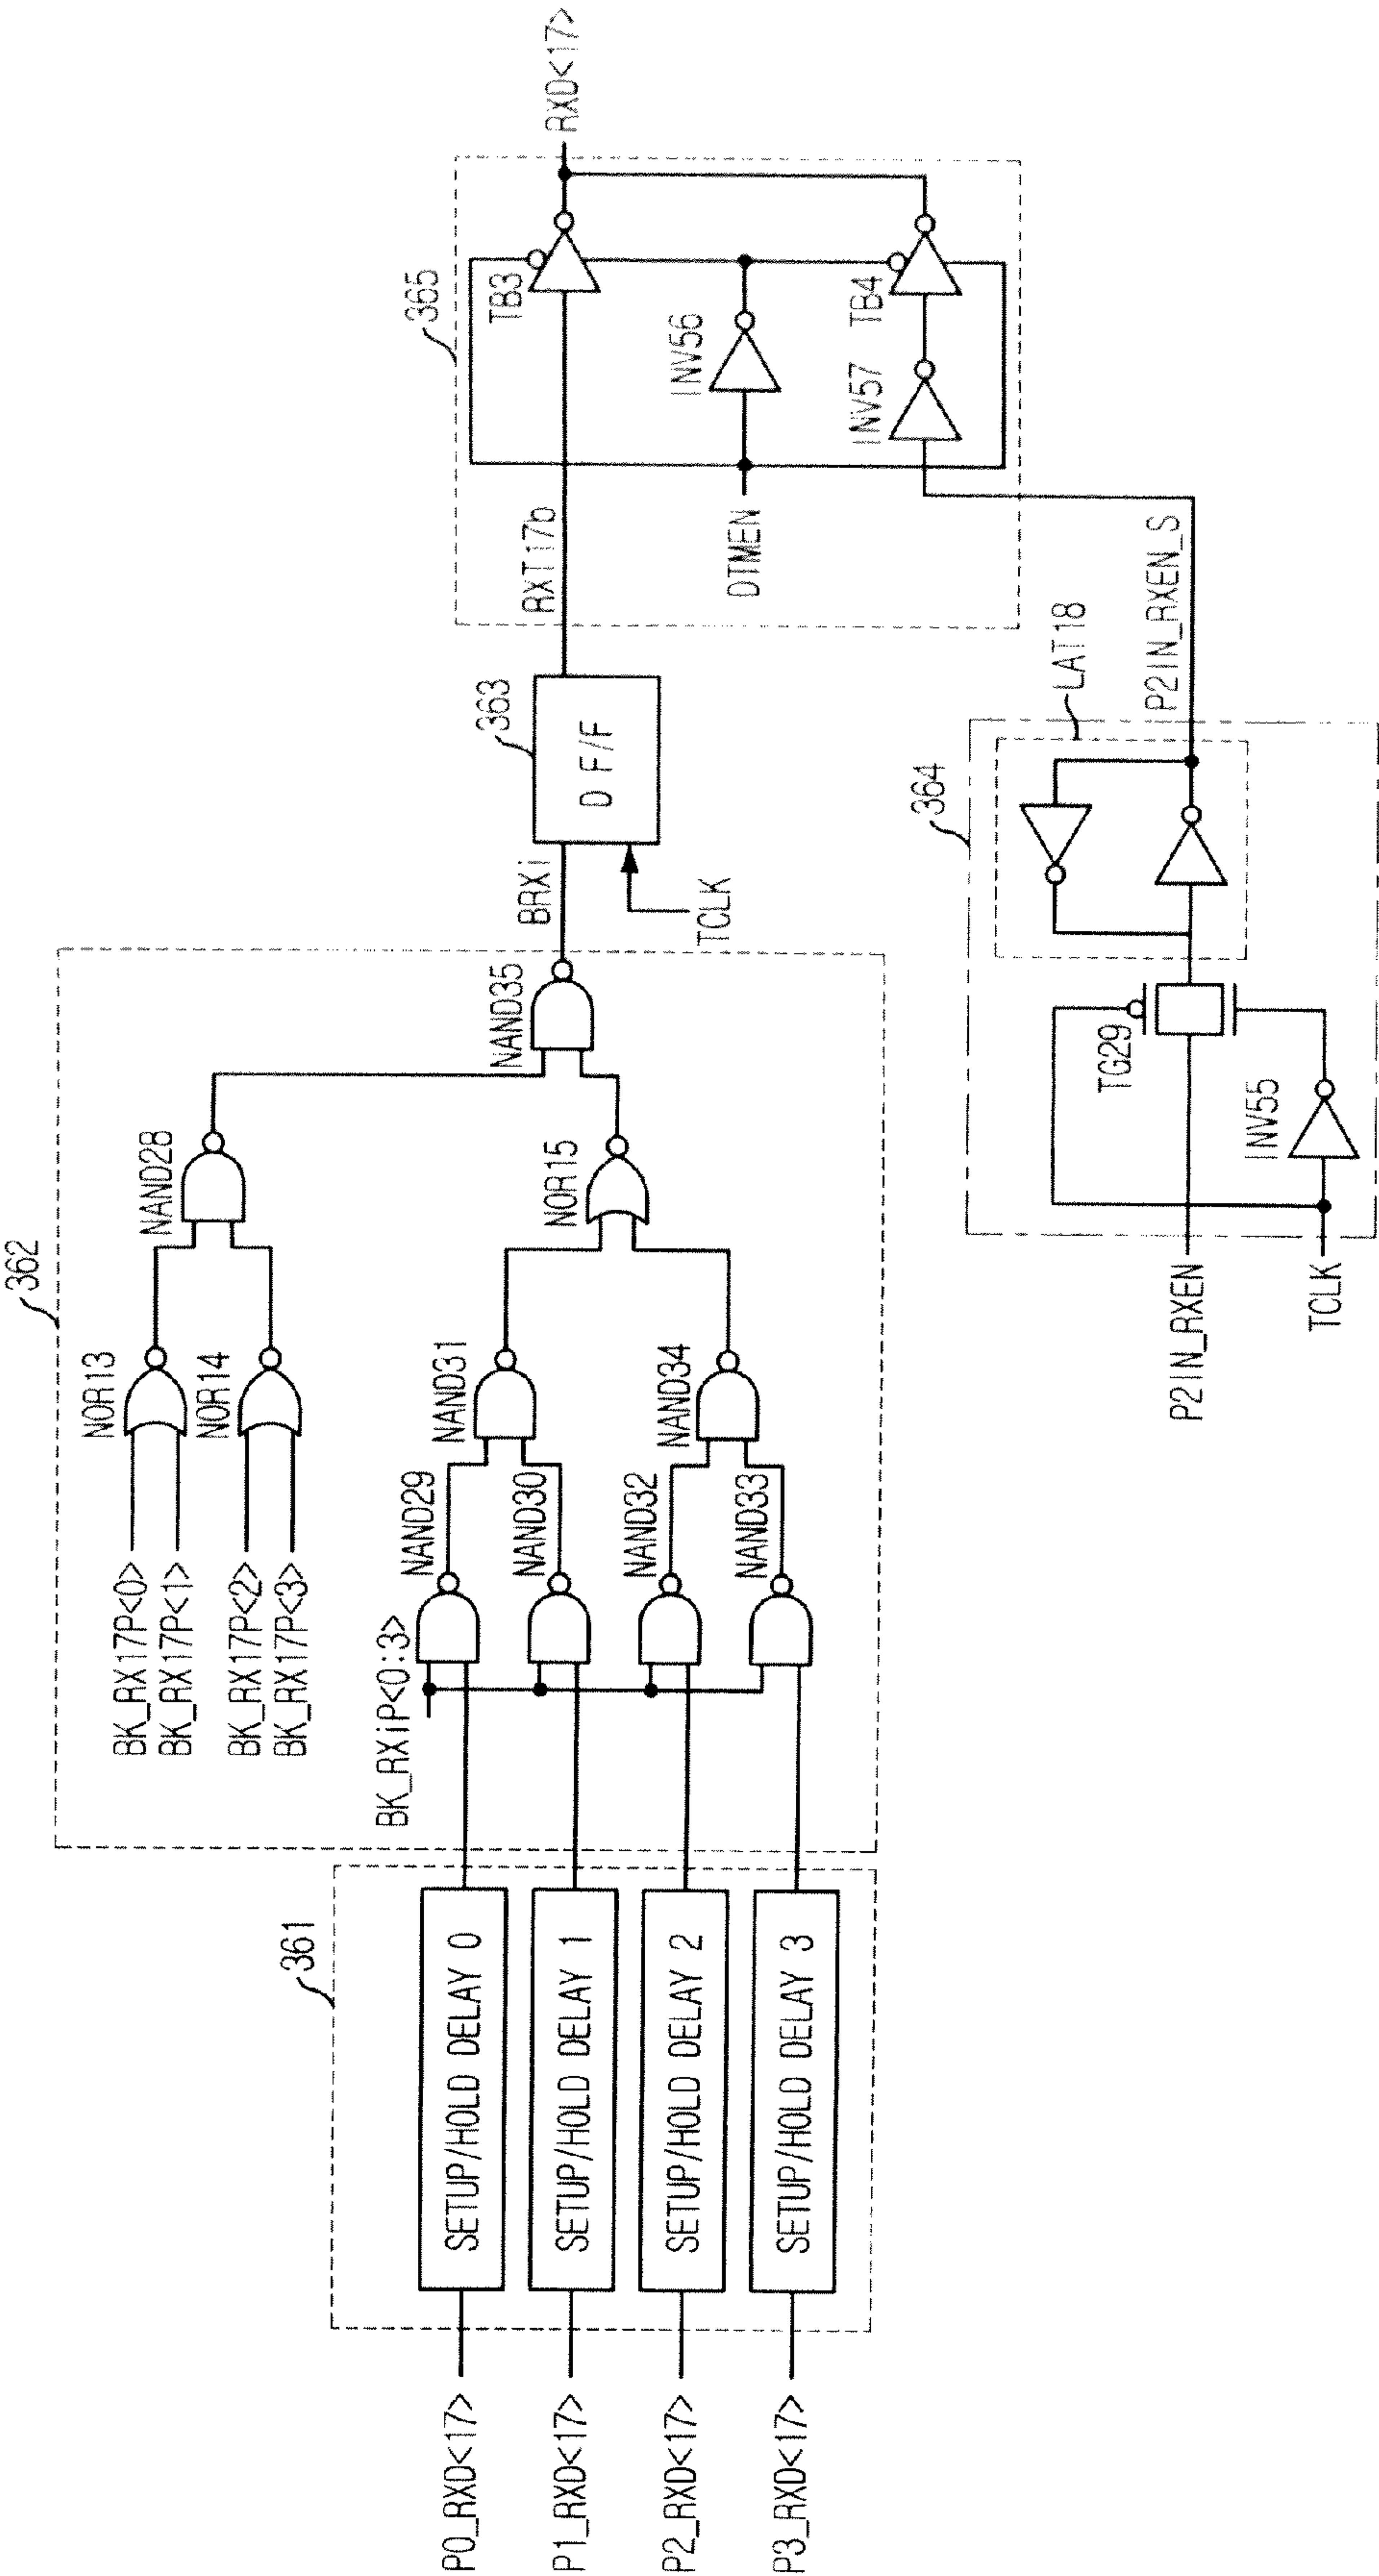 362
BK_RX17P<0>
BK_RX17P<1>
BK_RX17P<2>
BK_RX17P<3>
NOR13
NOR14
NAND28
361
P0_RXD<17>
P1_RXD<17>
P2_RXD<17>
P3_RXD<17>
SETUP/HOLD DELAY 0
SETUP/HOLD DELAY 1
SETUP/HOLD DELAY 2
SETUP/HOLD DELAY 3
BK_RXiP<0:3>
NAND29
NAND30
NAND32
NAND33
NAND31
NAND34
NOR15
NAND35
BRXi
363
D F/F
TCLK
RXT17b
365
TB3
RXD<17>
DTMEN
INV56
INV57
TB4
364
P2IN_RXEN
TCLK
INV55
TG29
LAT18
P2IN_RXEN_S